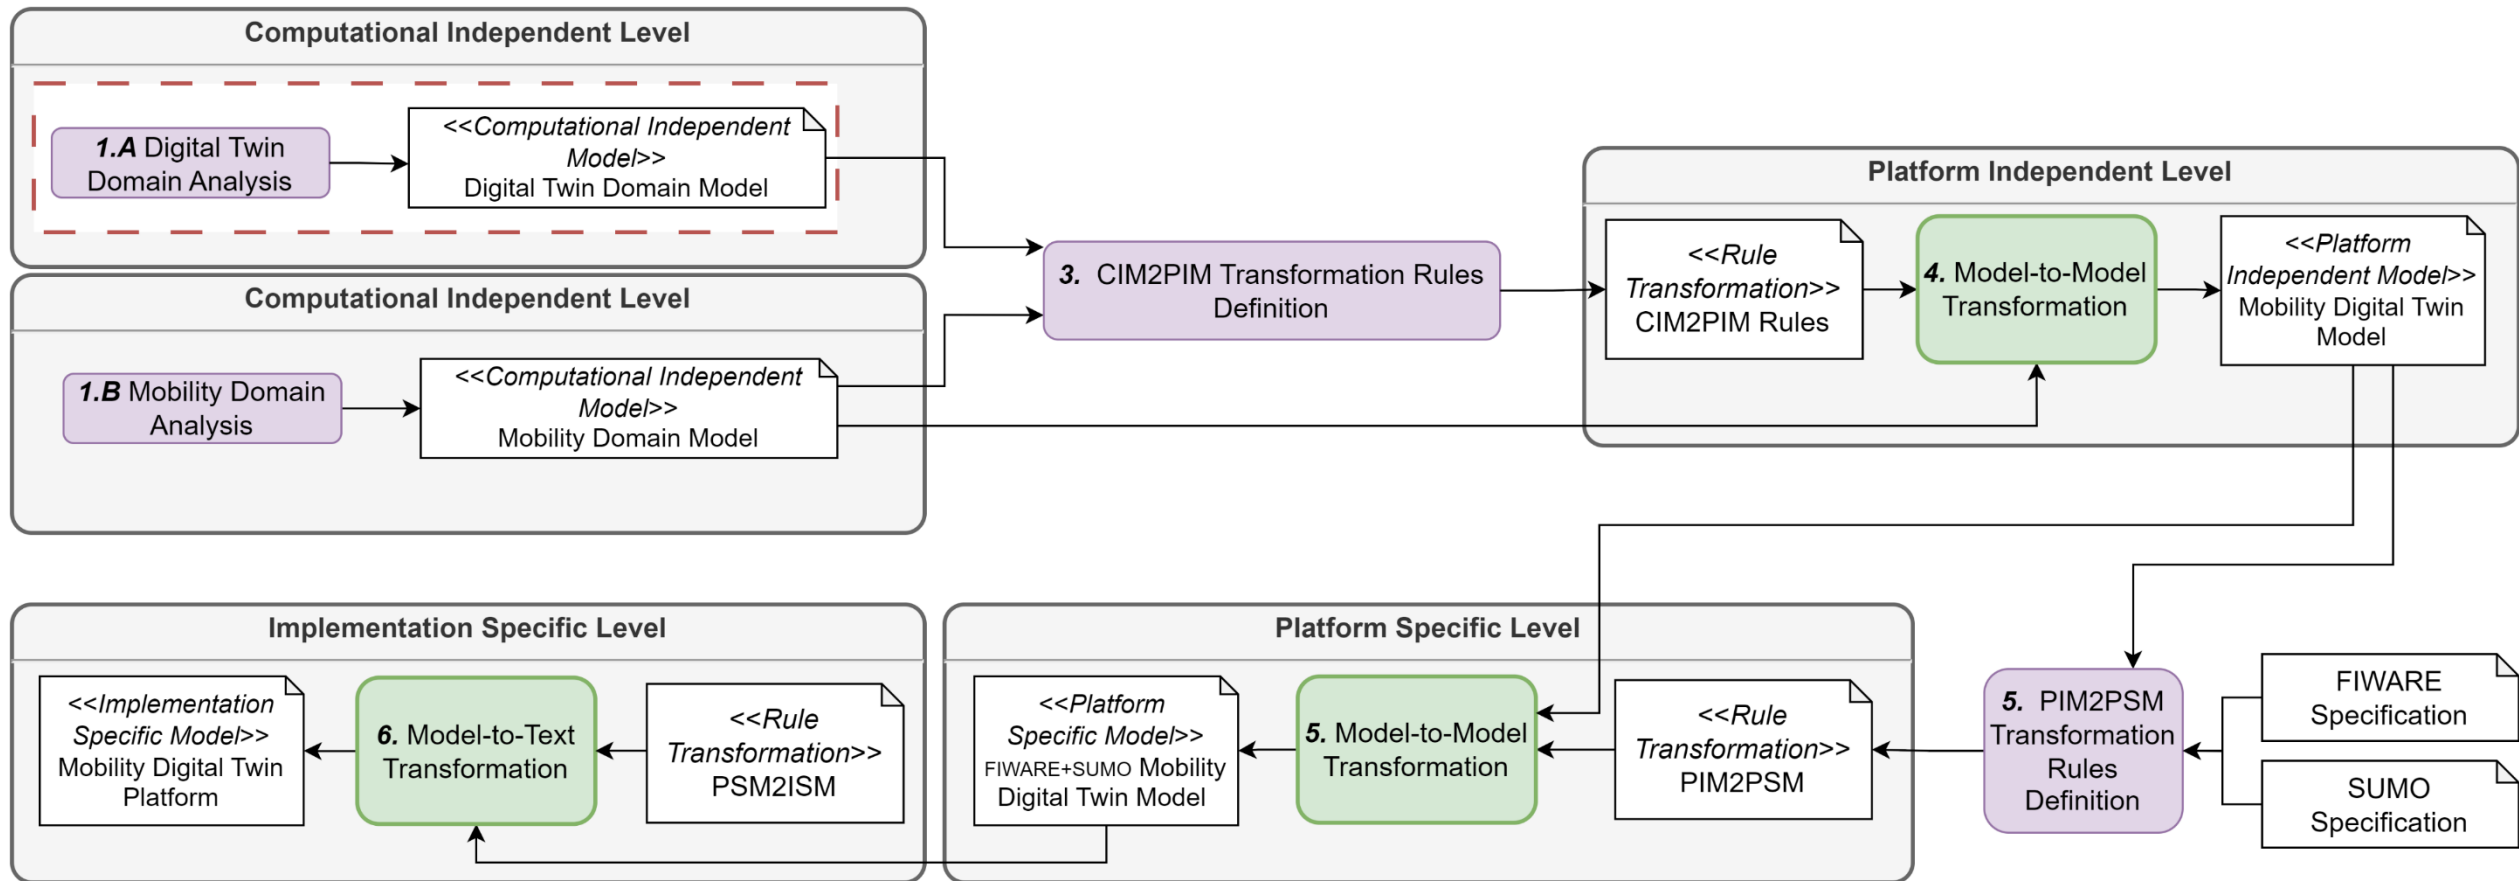 Computational Independent Level
1.A Digital Twin
Domain Analysis
<<Computational Independent
Model>>
Digital Twin Domain Model
Computational Independent Level
1.B Mobility Domain
Analysis
<<Computational Independent
Model>>
Mobility Domain Model
3. CIM2PIM Transformation Rules
Definition
Platform Independent Level
<<Rule
Transformation>>
CIM2PIM Rules
4. Model-to-Model
Transformation
<<Platform
Independent Model>>
Mobility Digital Twin
Model
Implementation Specific Level
<<Implementation
Specific Model>>
Mobility Digital Twin
Platform
6. Model-to-Text
Transformation
<<Rule
Transformation>>
PSM2ISM
Platform Specific Level
<<Platform
Specific Model>>
FIWARE+SUMO Mobility
Digital Twin Model
5. Model-to-Model
Transformation
<<Rule
Transformation>>
PIM2PSM
5. PIM2PSM
Transformation
Rules
Definition
FIWARE
Specification
SUMO
Specification